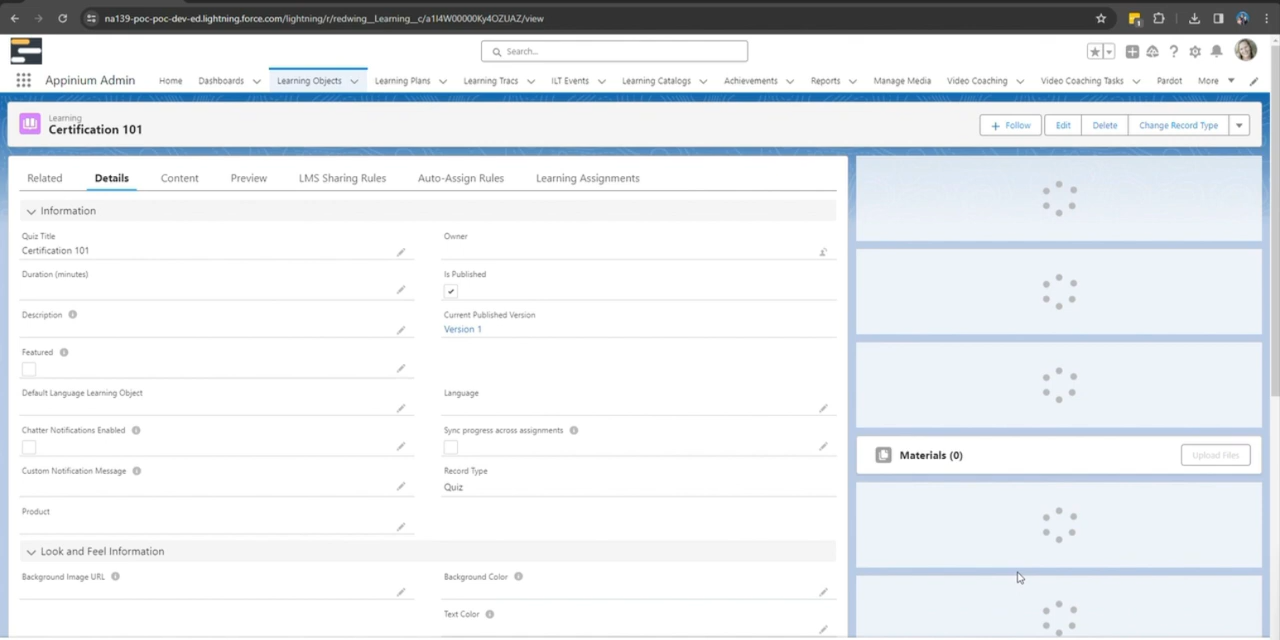 na139-poc-poc-dev-ed.lightning.force.com/lightning/r/redwing__Learning__c/a1I4W00000Ky4OZUAZ/view
Search...
Appinium Admin Home Dashboards Learning Objects Learning Plans Learning Tracs ILT Events Learning Catalogs Achievements Reports Manage Media Video Coaching Video Coaching Tasks Pardot More
Learning
Certification 101
+ Follow Edit Delete Change Record Type
Related Details Content Preview LMS Sharing Rules Auto-Assign Rules Learning Assignments
Information
Quiz Title Owner
Certification 101
Duration (minutes) Is Published
Description Current Published Version
Version 1
Featured
Default Language Learning Object Language
Chatter Notifications Enabled Sync progress across assignments
Materials (0) Upload Files
Custom Notification Message Record Type
Quiz
Product
Look and Feel Information
Background Image URL Background Color
Text Color